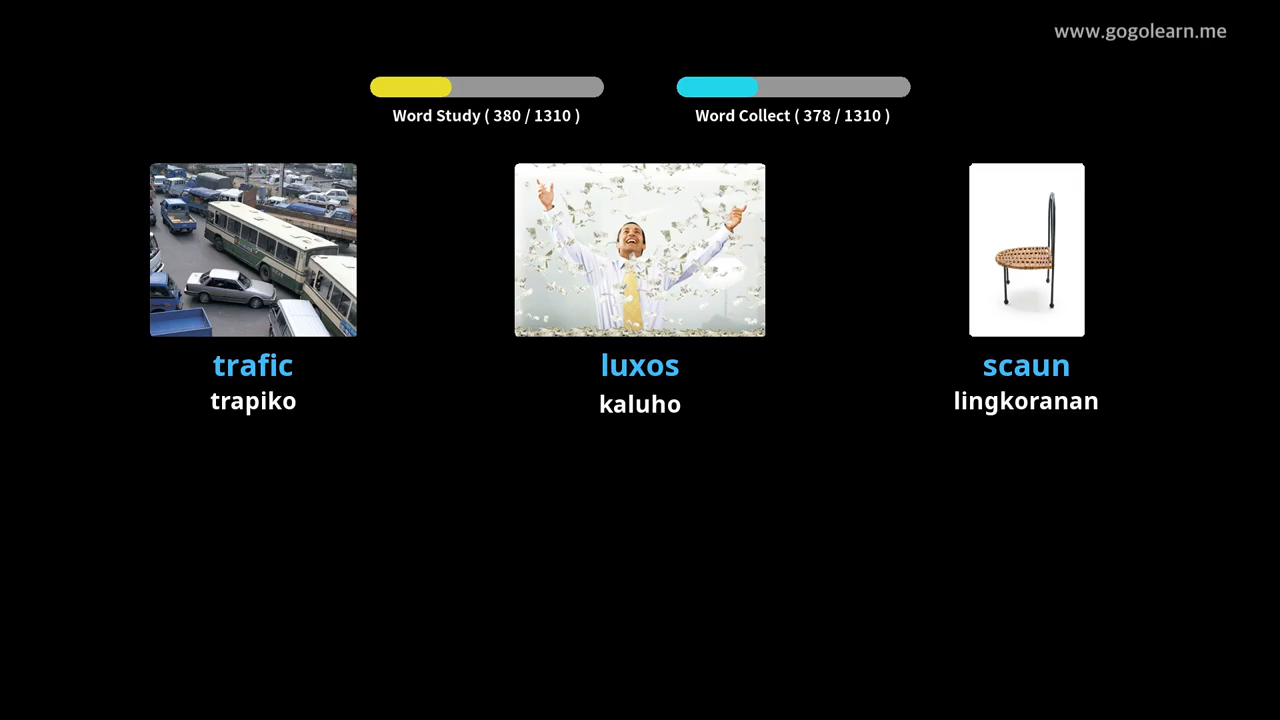 www.gogolearn.me
Word Study ( 380 / 1310 )
Word Collect ( 378 / 1310 )
trafic
trapiko
luxos
kaluho
scaun
lingkoranan